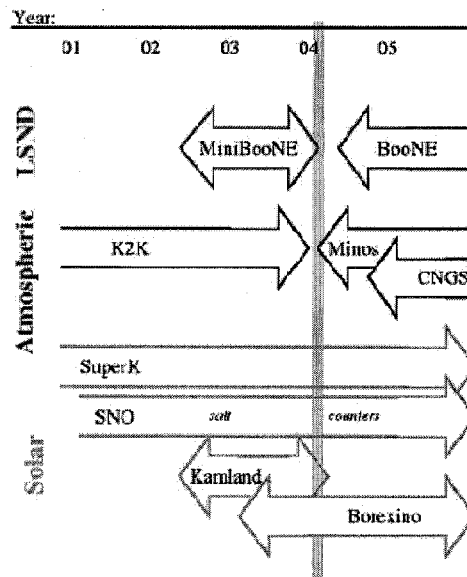 Year:
01 02 03 04 05
LSND
MiniBooNE BooNE
Atmospheric
K2K Minos
CNGS
SuperK
SNO salt counters
Solar
Kamland
Borexino